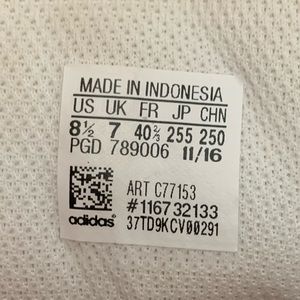 MADE IN INDONESIA
US UK FR JP CHN
8½ 7 40⅔ 255 250
PGD 789006 11/16
ART C77153
#116732133
adidas 37TD9KCV00291